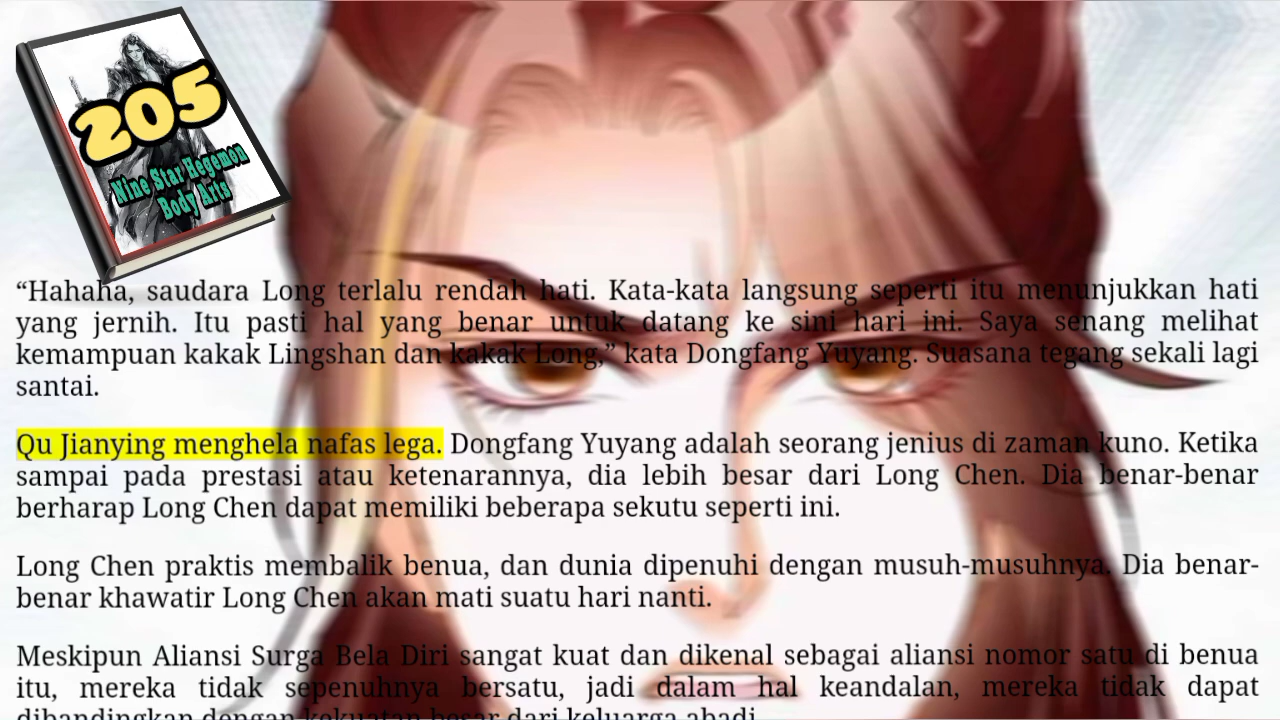 205
Nine Star Hegemon
Body Arts
“Hahaha, saudara Long terlalu rendah hati. Kata-kata langsung seperti itu menunjukkan hati
yang jernih. Itu pasti hal yang benar untuk datang ke sini hari ini. Saya senang melihat
kemampuan kakak Lingshan dan kakak Long,” kata Dongfang Yuyang. Suasana tegang sekali lagi
santai.
Qu Jianying menghela nafas lega. Dongfang Yuyang adalah seorang jenius di zaman kuno. Ketika
sampai pada prestasi atau ketenarannya, dia lebih besar dari Long Chen. Dia benar-benar
berharap Long Chen dapat memiliki beberapa sekutu seperti ini.
Long Chen praktis membalik benua, dan dunia dipenuhi dengan musuh-musuhnya. Dia benar-
benar khawatir Long Chen akan mati suatu hari nanti.
Meskipun Aliansi Surga Bela Diri sangat kuat dan dikenal sebagai aliansi nomor satu di benua
itu, mereka tidak sepenuhnya bersatu, jadi dalam hal keandalan, mereka tidak dapat
dibandingkan dengan kekuatan besar dari keluarga abadi.